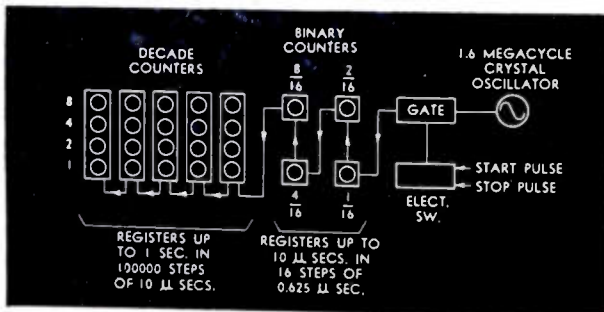 DECADE
COUNTERS
BINARY
COUNTERS
1.6 MEGACYCLE
CRYSTAL
OSCILLATOR
8
4
2
1
8
16
2
16
4
16
1
16
GATE
START PULSE
STOP PULSE
ELECT.
SW.
REGISTERS UP
TO 1 SEC. IN
100000 STEPS
OF 10 µ SECS.
REGISTERS UP TO
10 µ SECS. IN
16 STEPS OF
0.625 µ SEC.